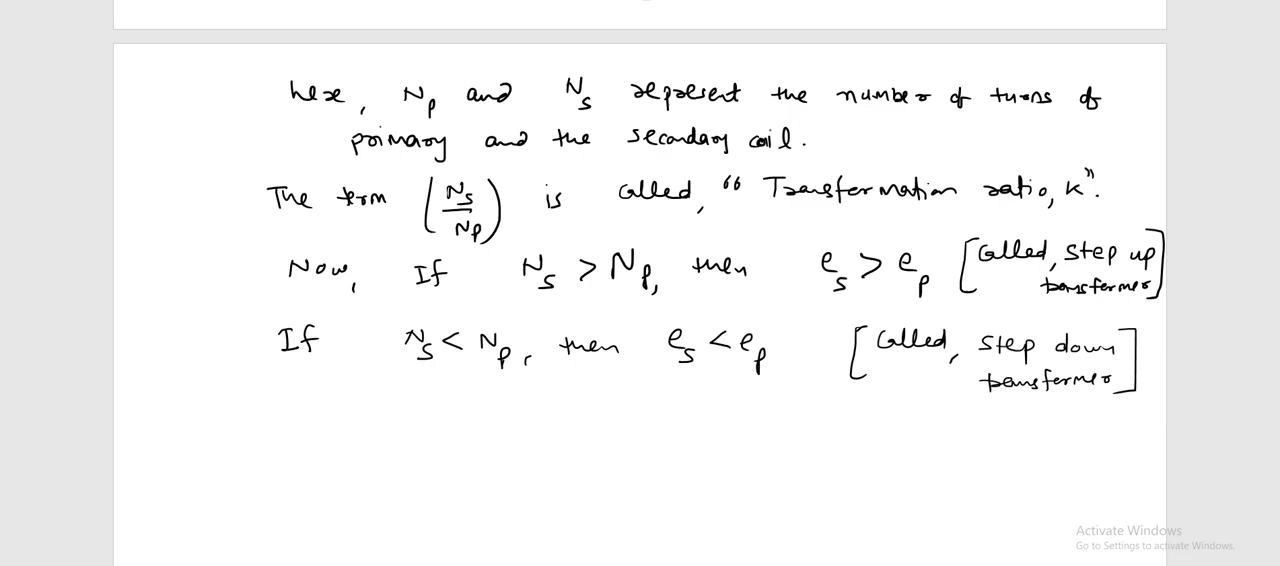 here, Np and Ns represent the number of turns of
primary and the secondary coil.
The term (Ns/Np) is called, “Transformation ratio, K”.
Now, If Ns > Np, then es > ep [Called, step up
transformer]
If Ns < Np, then es < ep [Called, step down
transformer]
Activate Windows
Go to Settings to activate Windows.